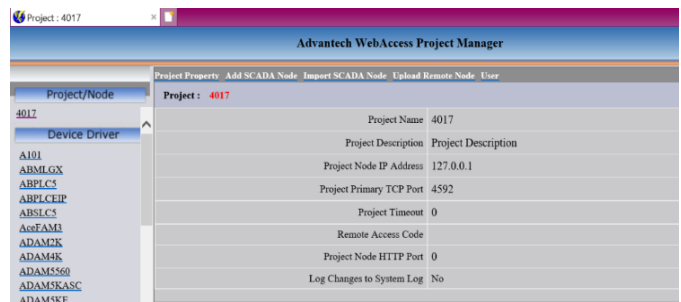 Project : 4017
Advantech WebAccess Project Manager
Project Property Add SCADA Node Import SCADA Node Upload Remote Node User
Project/Node
4017
Device Driver
A101
ABMLGX
ABPLC5
ABPLCEIP
ABSLC5
AceFAM3
ADAM2K
ADAM4K
ADAM5560
ADAM5KASC
ADAM5KE
Project : 4017
Project Name 4017
Project Description Project Description
Project Node IP Address 127.0.0.1
Project Primary TCP Port 4592
Project Timeout 0
Remote Access Code
Project Node HTTP Port 0
Log Changes to System Log No